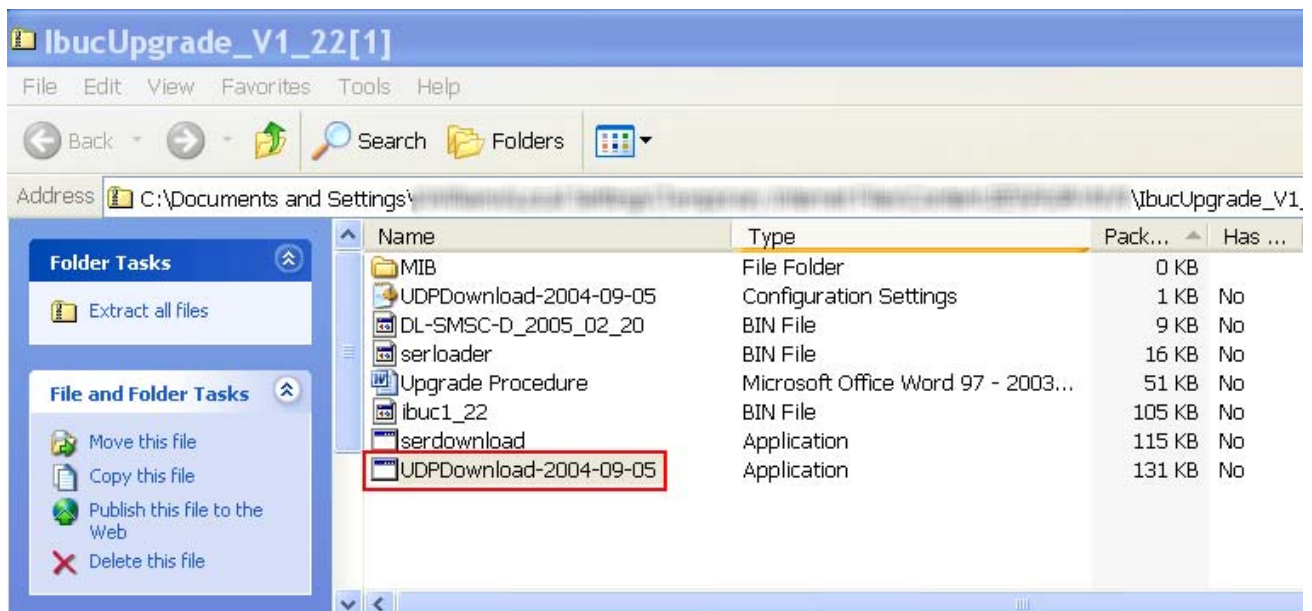 IbucUpgrade_V1_22[1]
File Edit View Favorites Tools Help
Back Search Folders
Address C:\Documents and Settings\ \IbucUpgrade_V1_
Folder Tasks
Extract all files
File and Folder Tasks
Move this file
Copy this file
Publish this file to the
Web
Delete this file
Name Type Pack... Has ...
MIB File Folder 0 KB
UDPDownload-2004-09-05 Configuration Settings 1 KB No
DL-SMSC-D_2005_02_20 BIN File 9 KB No
serloader BIN File 16 KB No
Upgrade Procedure Microsoft Office Word 97 - 2003... 51 KB No
ibuc1_22 BIN File 105 KB No
serdownload Application 115 KB No
UDPDownload-2004-09-05 Application 131 KB No